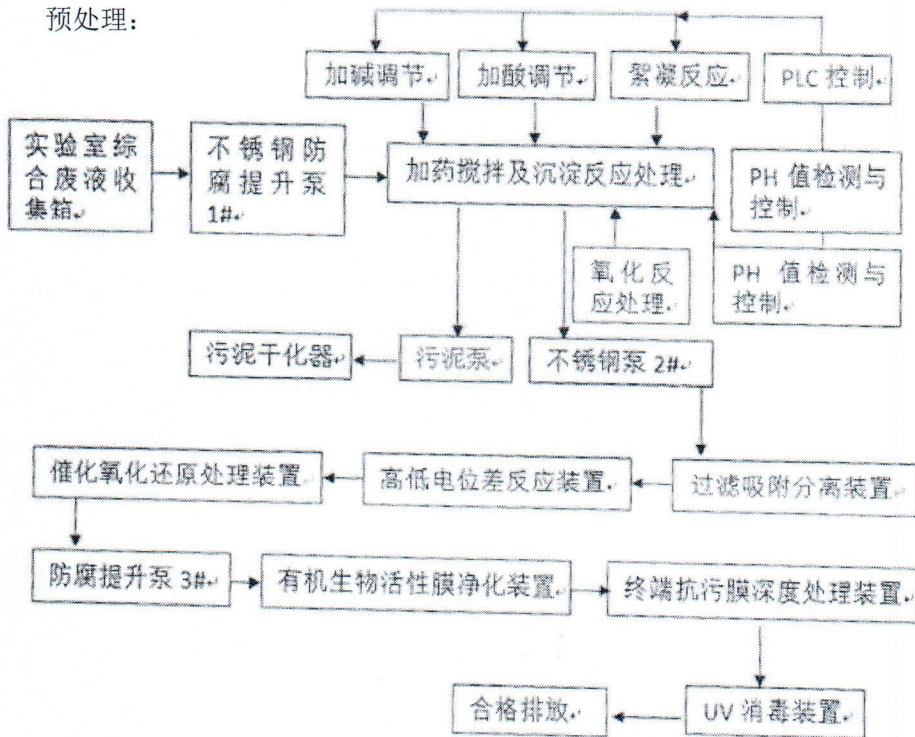 预处理:
加碱调节
加酸调节
絮凝反应
PLC 控制
实验室综
合废液收
集箱
不锈钢防
腐提升泵
1#
加药搅拌及沉淀反应处理
PH 值检测与
控制
氧化反
应处理
PH 值检测与
控制
污泥干化器
污泥泵
不锈钢泵 2#
催化氧化还原处理装置
高低电位差反应装置
过滤吸附分离装置
防腐提升泵 3#
有机生物活性膜净化装置
终端抗污膜深度处理装置
合格排放
UV 消毒装置